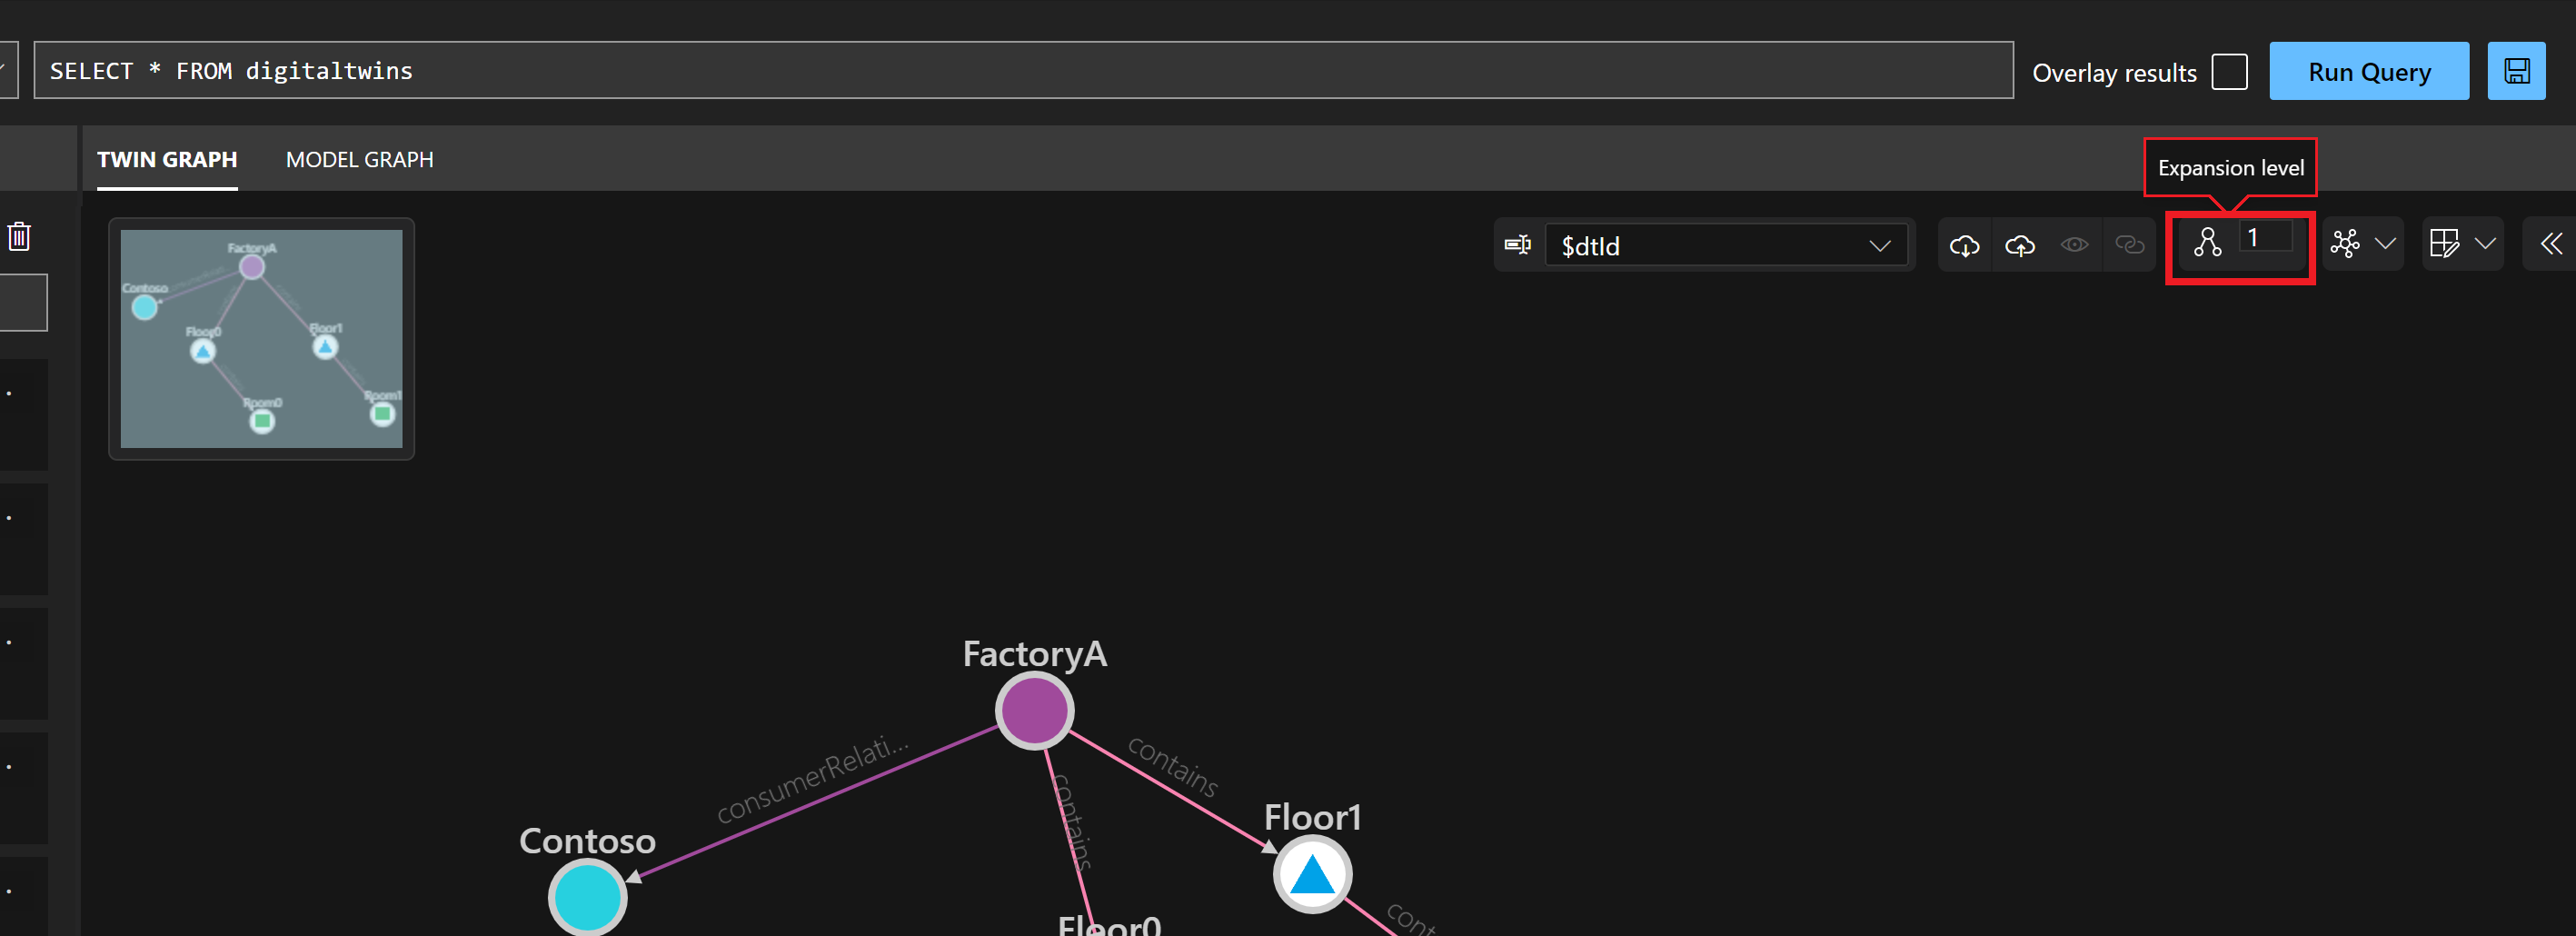 SELECT * FROM digitaltwins
Overlay results
Run Query
TWIN GRAPH
MODEL GRAPH
Expansion level
$dtId
1
FactoryA
Contoso
Floor0
Floor1
Room0
Room1
FactoryA
consumerRelati...
contains
contains
Floor1
Contoso
Floor0
cont